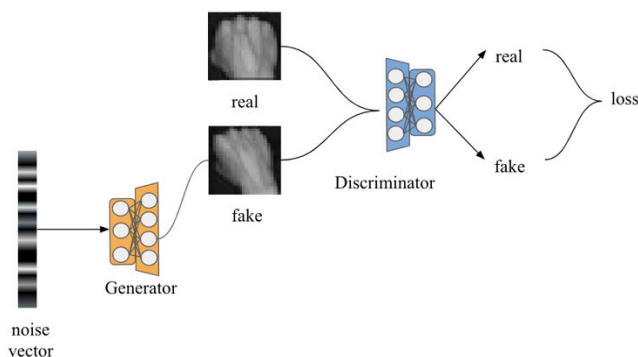 real
fake
noise
vector
Generator
Discriminator
real
fake
loss